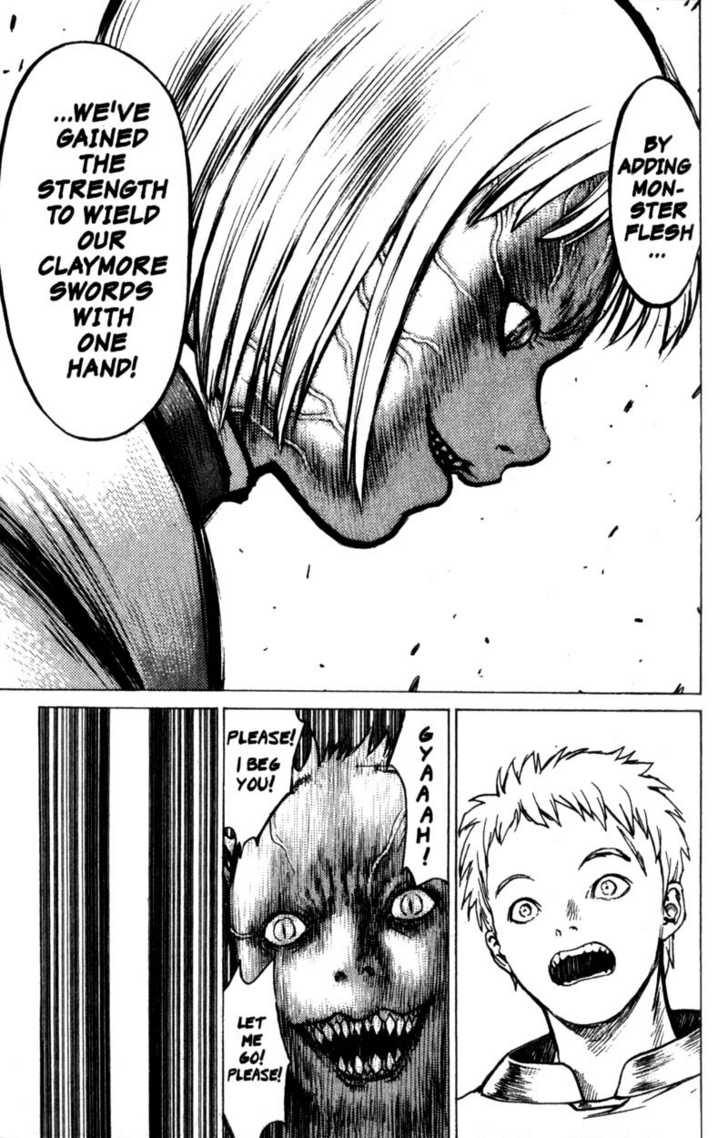 BY
ADDING
MON-
STER
FLESH
...
...WE'VE
GAINED
THE
STRENGTH
TO WIELD
OUR
CLAYMORE
SWORDS
WITH
ONE
HAND!
GYAAAH!
PLEASE!
I BEG
YOU!
LET
ME
GO!
PLEASE!